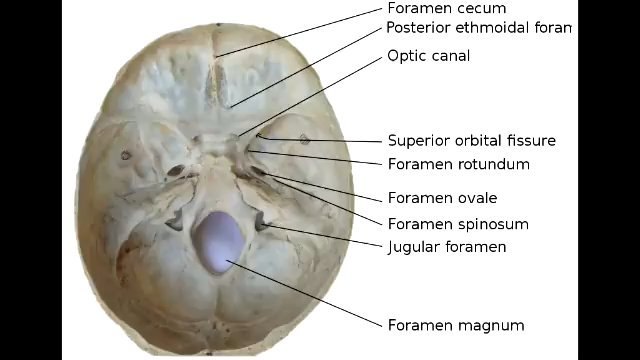 Foramen cecum
Posterior ethmoidal foram
Optic canal
Superior orbital fissure
Foramen rotundum
Foramen ovale
Foramen spinosum
Jugular foramen
Foramen magnum